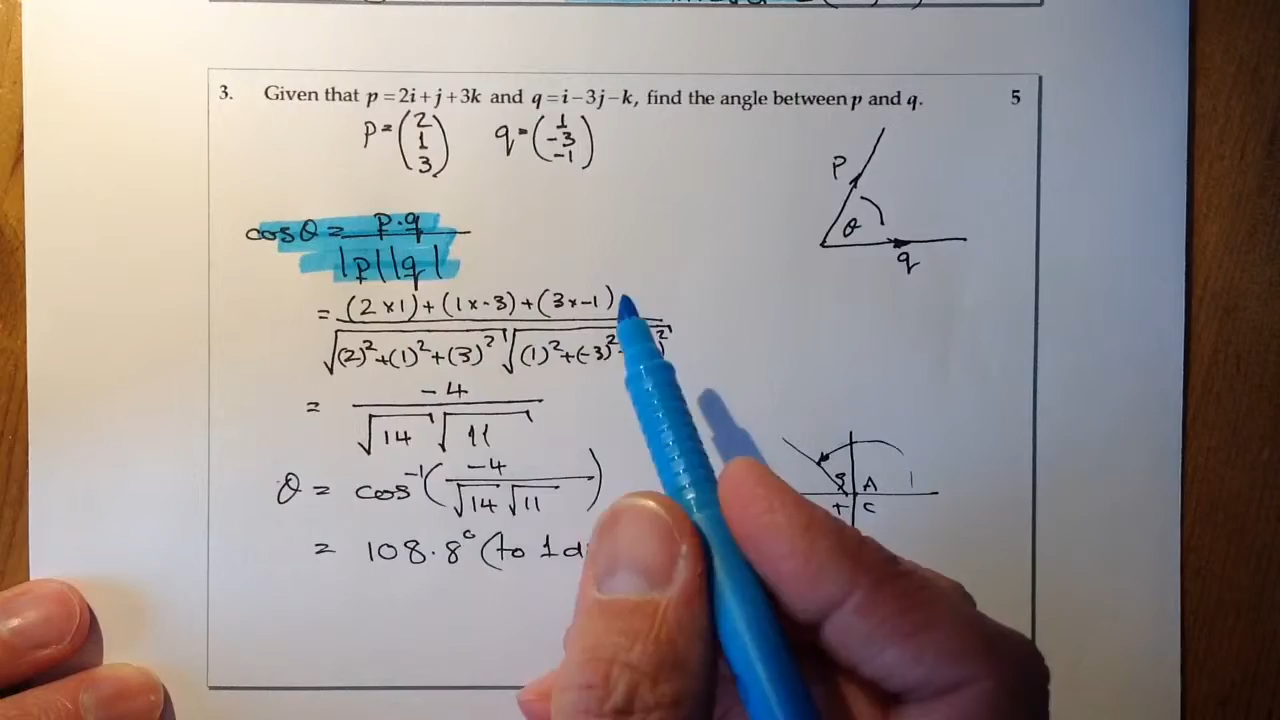 3. Given that p = 2i + j + 3k and q = i − 3j − k, find the angle between p and q. 5
p = (2 1 3) q = (1 -3 -1)
p
θ
q
cos θ = p.q / |p||q|
= (2 × 1) + (1 × -3) + (3 × -1) / √(2)² + (1)² + (3)² √(1)² + (-3)² ²
= -4 / √14 √11
θ = cos⁻¹(-4 / √14 √11)
S A
T C
= 108.8° (to 1d